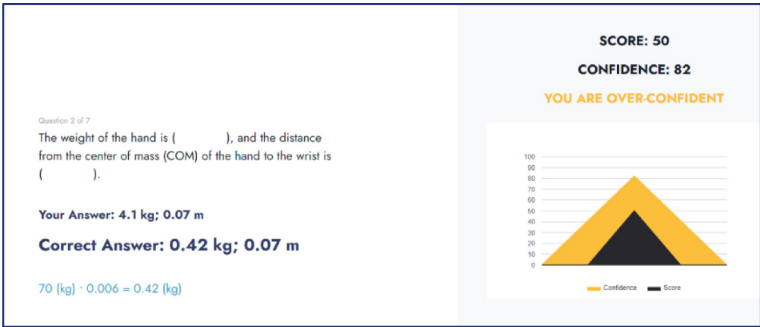 Question 2 of 7
The weight of the hand is (          ), and the distance
from the center of mass (COM) of the hand to the wrist is
(          ).
Your Answer: 4.1 kg; 0.07 m
Correct Answer: 0.42 kg; 0.07 m
70 (kg) · 0.006 = 0.42 (kg)
SCORE: 50
CONFIDENCE: 82
YOU ARE OVER-CONFIDENT
100
90
80
70
60
50
40
30
20
10
0
Confidence Score